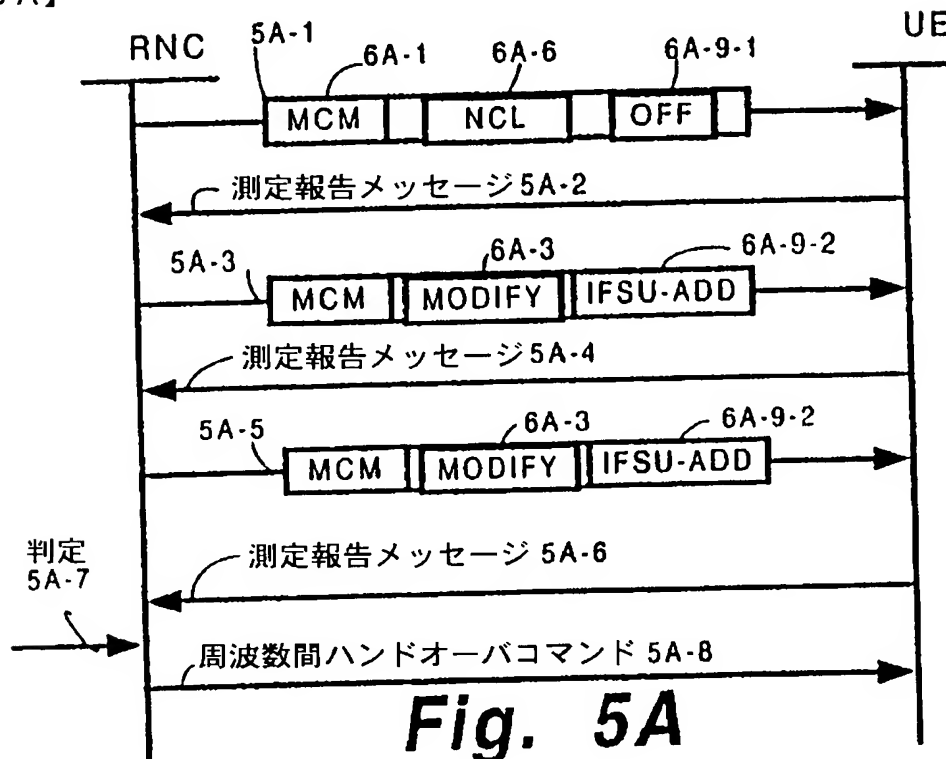 5A】
RNC
UE
5A-1
6A-1
6A-6
6A-9-1
MCM NCL OFF
測定報告メッセージ5A-2
5A-3
6A-3
6A-9-2
MCM MODIFY IFSU-ADD
測定報告メッセージ5A-4
5A-5
6A-3
6A-9-2
MCM MODIFY IFSU-ADD
測定報告メッセージ 5A-6
判定
5A-7
周波数間ハンドオーバコマンド 5A-8
Fig. 5A